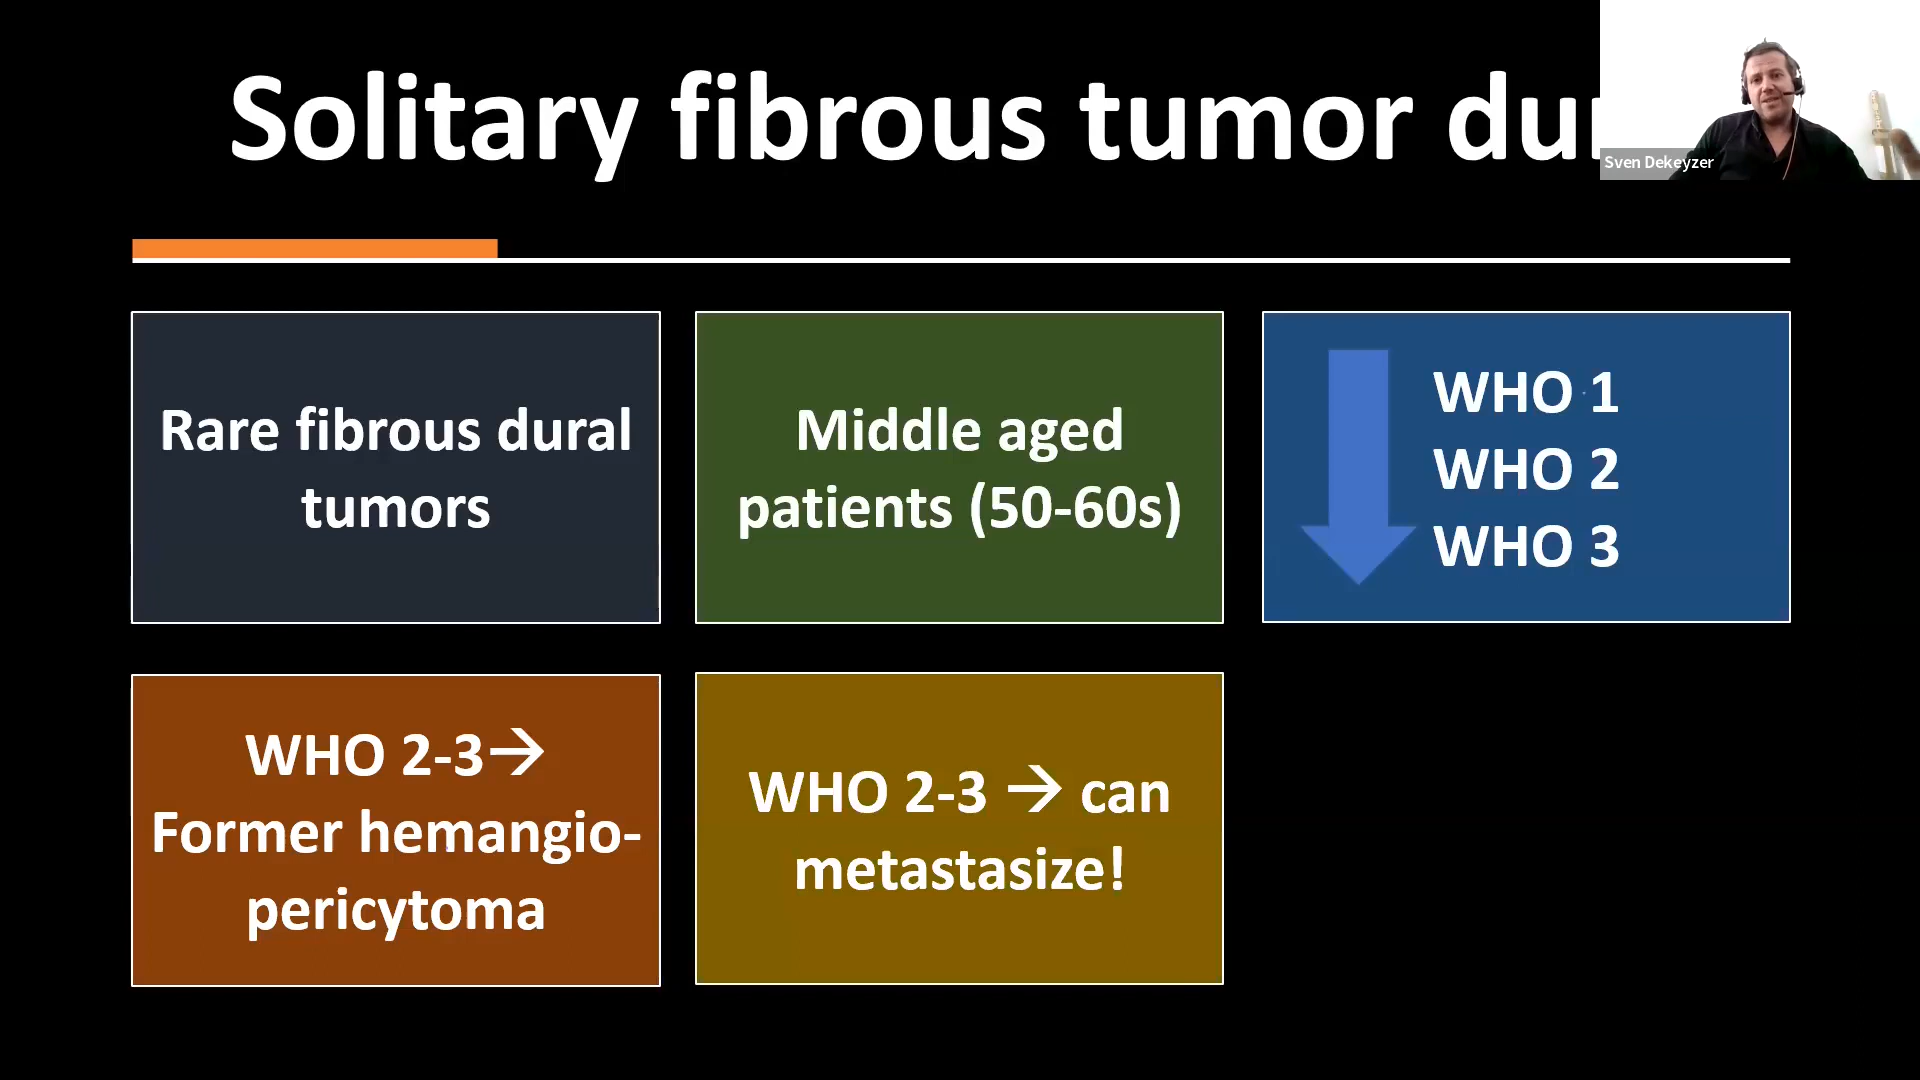 Solitary fibrous tumor
Sven Dekeyzer
Rare fibrous dural
tumors
Middle aged
patients (50-60s)
WHO 1
WHO 2
WHO 3
WHO 2-3→
Former hemangio-
pericytoma
WHO 2-3 → can
metastasize!